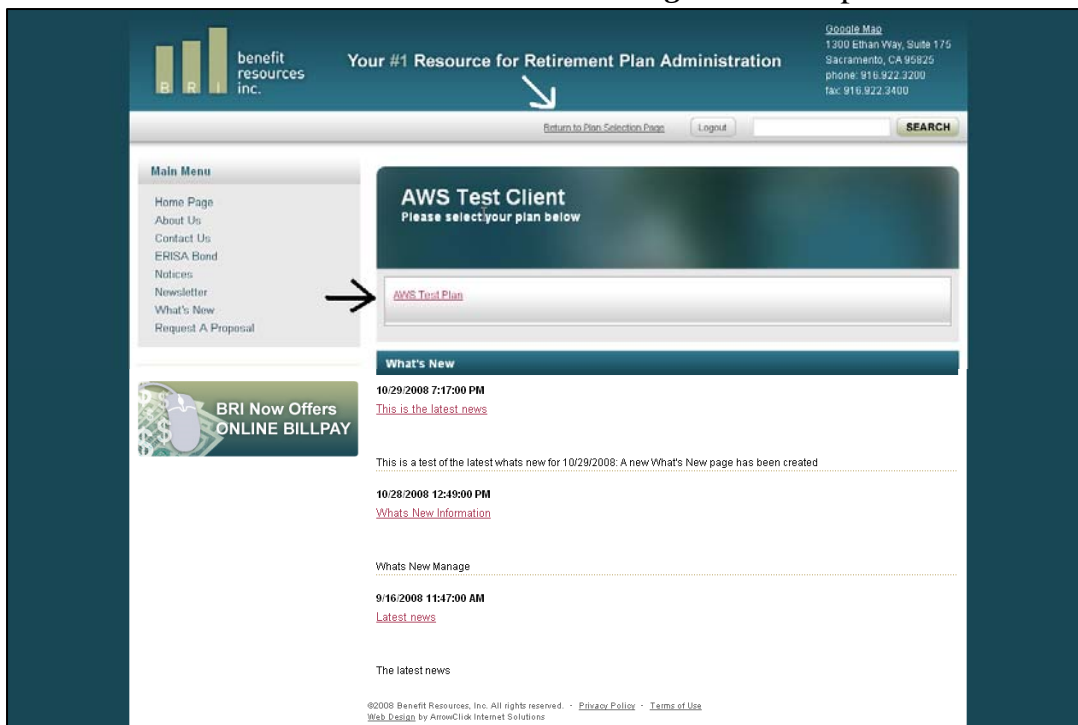 benefit
resources
inc.
B R I
Your #1 Resource for Retirement Plan Administration
Google Map
1300 Ethan Way, Suite 175
Sacramento, CA 95825
phone: 916.922.3200
fax: 916.922.3400
Return to Plan Selection Page
Logout
SEARCH
Main Menu
Home Page
About Us
Contact Us
ERISA Bond
Notices
Newsletter
What's New
Request A Proposal
BRI Now Offers
ONLINE BILLPAY
AWS Test Client
Please select your plan below
AWS Test Plan
What's New
10/29/2008 7:17:00 PM
This is the latest news
This is a test of the latest whats new for 10/29/2008: A new What's New page has been created
10/28/2008 12:49:00 PM
Whats New Information
Whats New Manage
9/16/2008 11:47:00 AM
Latest news
The latest news
©2008 Benefit Resources, Inc. All rights reserved. - Privacy Policy - Terms of Use
Web Design by ArrowClick Internet Solutions